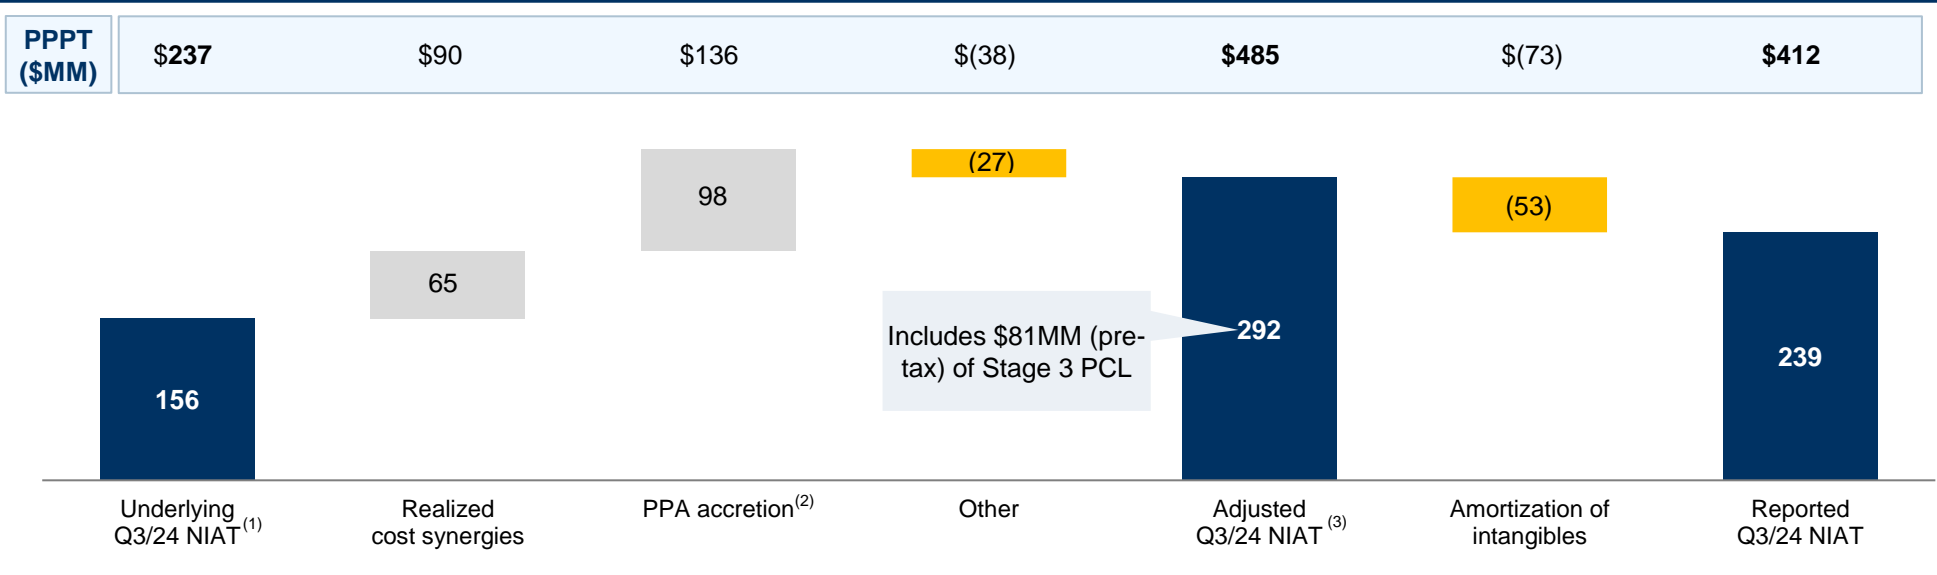 PPPT
($MM)
$237
$90
$136
$(38)
$485
$(73)
$412
156
65
98
(27)
Includes $81MM (pre-
tax) of Stage 3 PCL
292
(53)
239
Underlying
Q3/24 NIAT(1)
Realized
cost synergies
PPA accretion(2)
Other
Adjusted
Q3/24 NIAT(3)
Amortization of
intangibles
Reported
Q3/24 NIAT